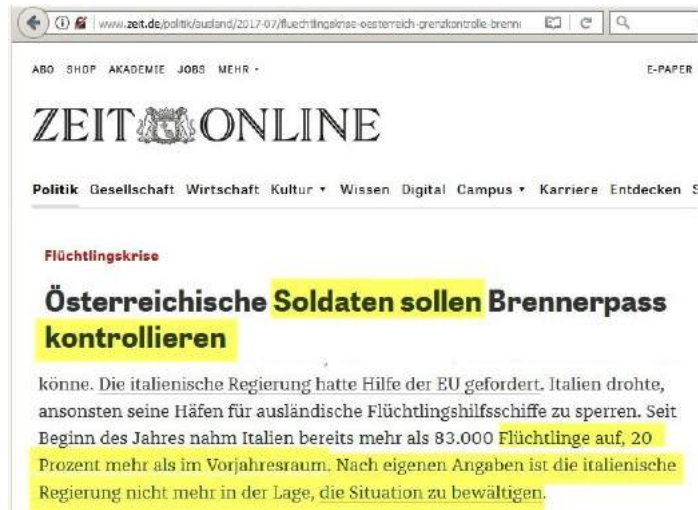 www.zeit.de/politik/ausland/2017-07/fluechtlingskrise-oesterreich-grenzkontrolle-brenn
ABO SHOP AKADEMIE JOBS MEHR
E-PAPER
ZEIT ONLINE
Politik Gesellschaft Wirtschaft Kultur Wissen Digital Campus Karriere Entdecken S
Flüchtlingskrise
Österreichische Soldaten sollen Brennerpass
kontrollieren
könne. Die italienische Regierung hatte Hilfe der EU gefordert. Italien drohte,
ansonsten seine Häfen für ausländische Flüchtlingshilfsschiffe zu sperren. Seit
Beginn des Jahres nahm Italien bereits mehr als 83.000 Flüchtlinge auf, 20
Prozent mehr als im Vorjahresraum. Nach eigenen Angaben ist die italienische
Regierung nicht mehr in der Lage, die Situation zu bewältigen.